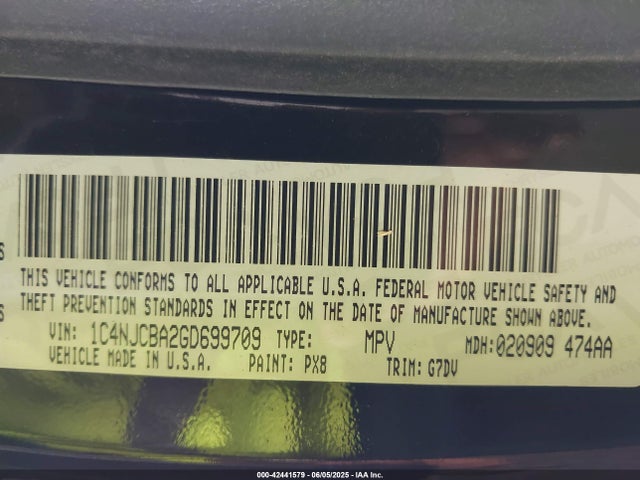 THIS VEHICLE CONFORMS TO ALL APPLICABLE U.S.A. FEDERAL MOTOR VEHICLE SAFETY AND
THEFT PREVENTION STANDARDS IN EFFECT ON THE DATE OF MANUFACTURE SHOWN ABOVE.
VIN: 1C4NJCBA2GD699709 TYPE: MPV MDH:020909 474AA
VEHICLE MADE IN U.S.A. PAINT: PX8 TRIM: G7DV
000-42441579 - 06/05/2025 - IAA Inc.